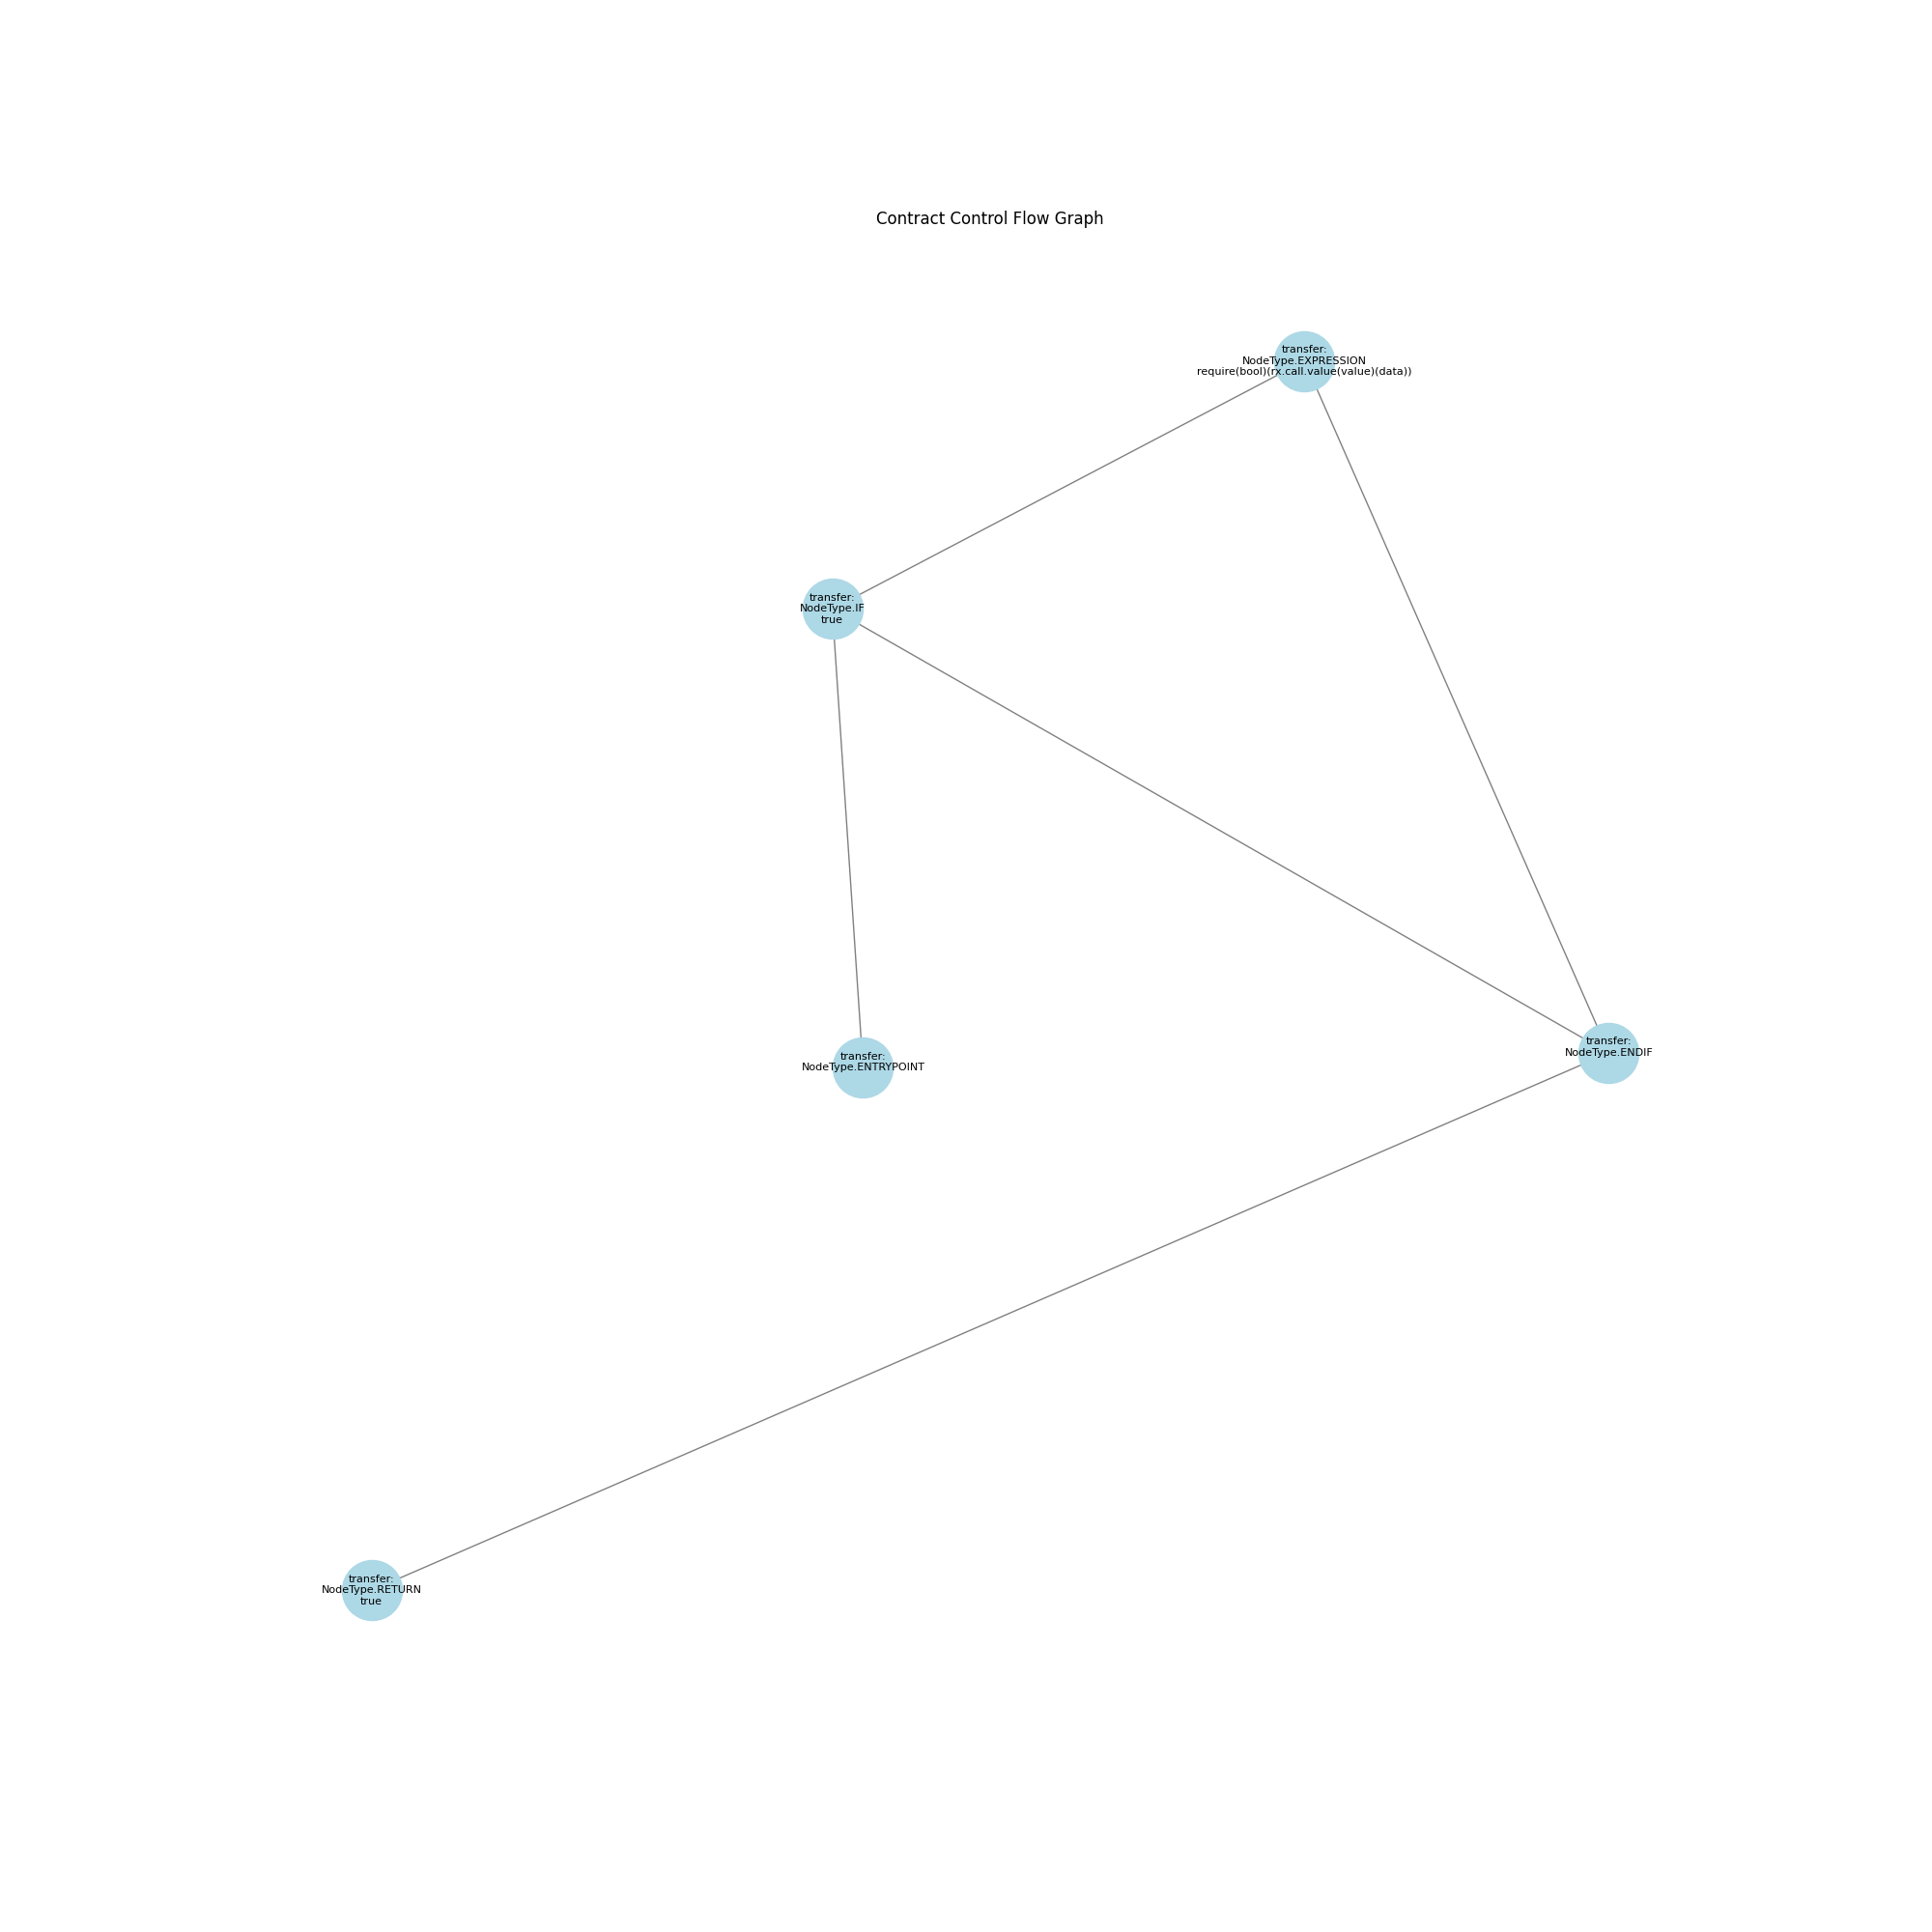 Contract Control Flow Graph
transfer:
NodeType.EXPRESSION
require(bool)(rx.call.value(value)(data))
transfer:
NodeType.IF
true
transfer:
NodeType.ENDIF
transfer:
NodeType.ENTRYPOINT
transfer:
NodeType.RETURN
true